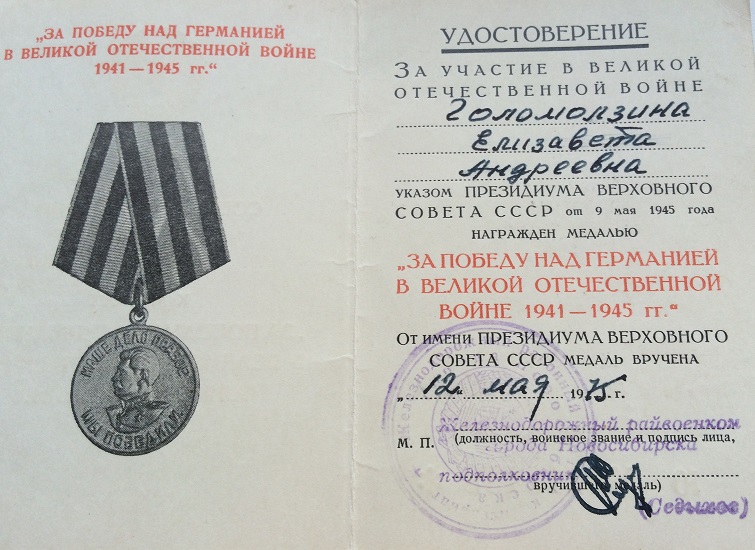 „ЗА ПОБЕДУ НАД ГЕРМАНИЕЙ
В ВЕЛИКОЙ ОТЕЧЕСТВЕННОЙ ВОЙНЕ
1941 — 1945 гг.“
НАШЕ ДЕЛО ПРАВОЕ
МЫ ПОБЕДИЛИ
УДОСТОВЕРЕНИЕ
ЗА УЧАСТИЕ В ВЕЛИКОЙ
ОТЕЧЕСТВЕННОЙ ВОЙНЕ
Голомолзина
Елизавета
Андреевна
УКАЗОМ ПРЕЗИДИУМА ВЕРХОВНОГО
СОВЕТА СССР от 9 мая 1945 года
НАГРАЖДЕН МЕДАЛЬЮ
„ЗА ПОБЕДУ НАД ГЕРМАНИЕЙ
В ВЕЛИКОЙ ОТЕЧЕСТВЕННОЙ
ВОЙНЕ 1941 — 1945 гг.“
ОТ ИМЕНИ ПРЕЗИДИУМА ВЕРХОВНОГО
СОВЕТА СССР МЕДАЛЬ ВРУЧЕНА
„12“ мая 1975 г.
Железнодорожный райвоенком
города Новосибирска
М. П. (должность, воинское звание и подпись лица,
подполковник
вручившего медаль)
(Седыхов)